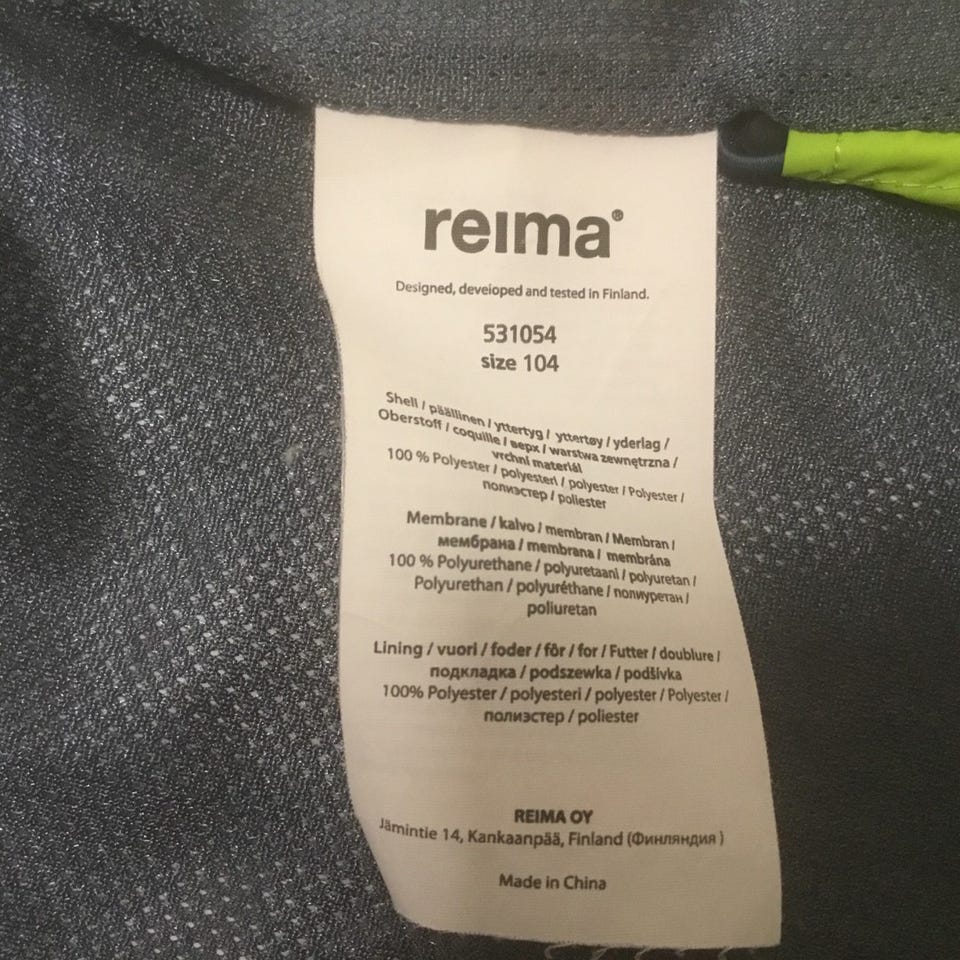 reima®
Designed, developed and tested in Finland.
531054
size 104
Shell / päällinen / yttertyg / yttertøy / yderlag /
Oberstoff / coquille / верх / warstwa zewnętrzna /
vrchní materiál
100 % Polyester / polyesteri / polyester / Polyester /
полиэстер / poliester
Membrane / kalvo / membran / Membran /
мембрана / membrana / membrána
100 % Polyurethane / polyuretaani / polyuretan /
Polyurethan / polyuréthane / полиуретан /
poliuretan
Lining / vuori / foder / fôr / for / Futter / doublure /
подкладка / podszewka / podšívka
100% Polyester / polyesteri / polyester / Polyester /
полиэстер / poliester
REIMA OY
Jämintie 14, Kankaanpää, Finland (Финляндия )
Made in China